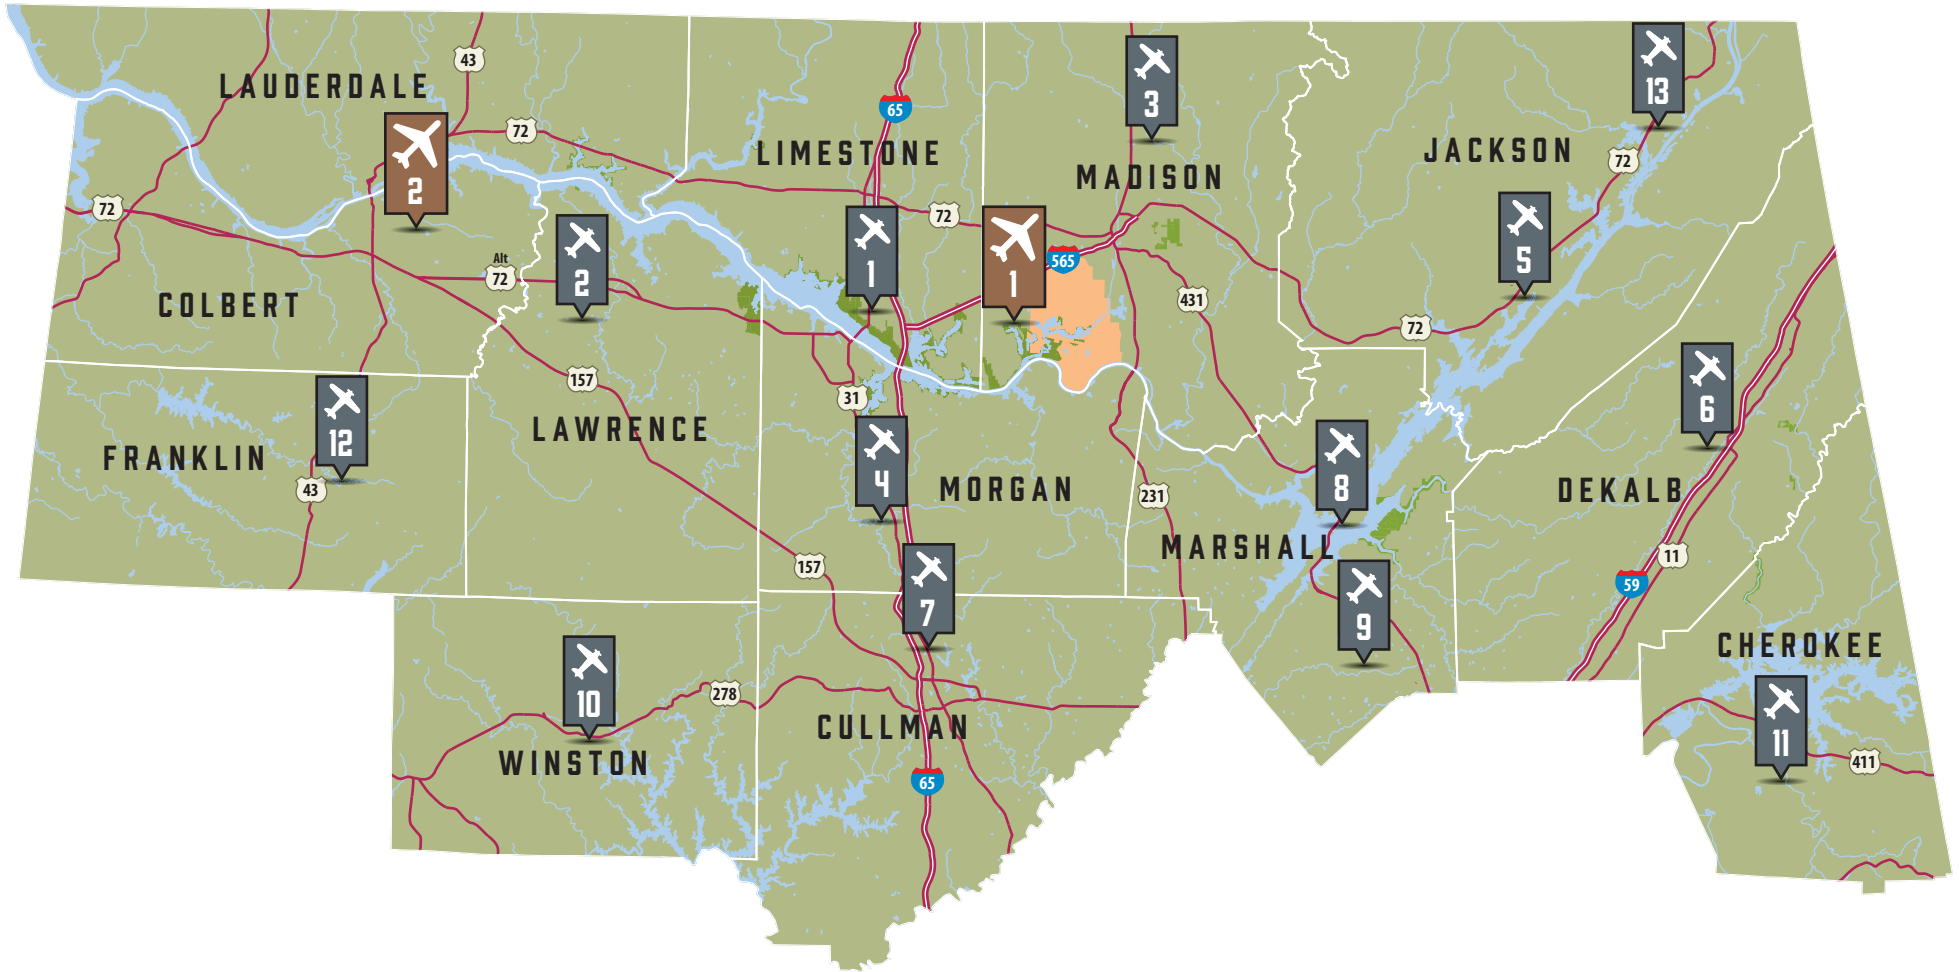 13
43
3
LAUDERDALE
65
72
JACKSON
LIMESTONE
72
MADISON
2
72
72
5
2
1
1
565
Alt
72
431
COLBERT
72
6
157
31
12
LAWRENCE
FRANKLIN
4
8
MORGAN
DEKALB
43
231
MARSHALL
11
157
59
7
9
CHEROKEE
10
278
CULLMAN
11
WINSTON
411
65